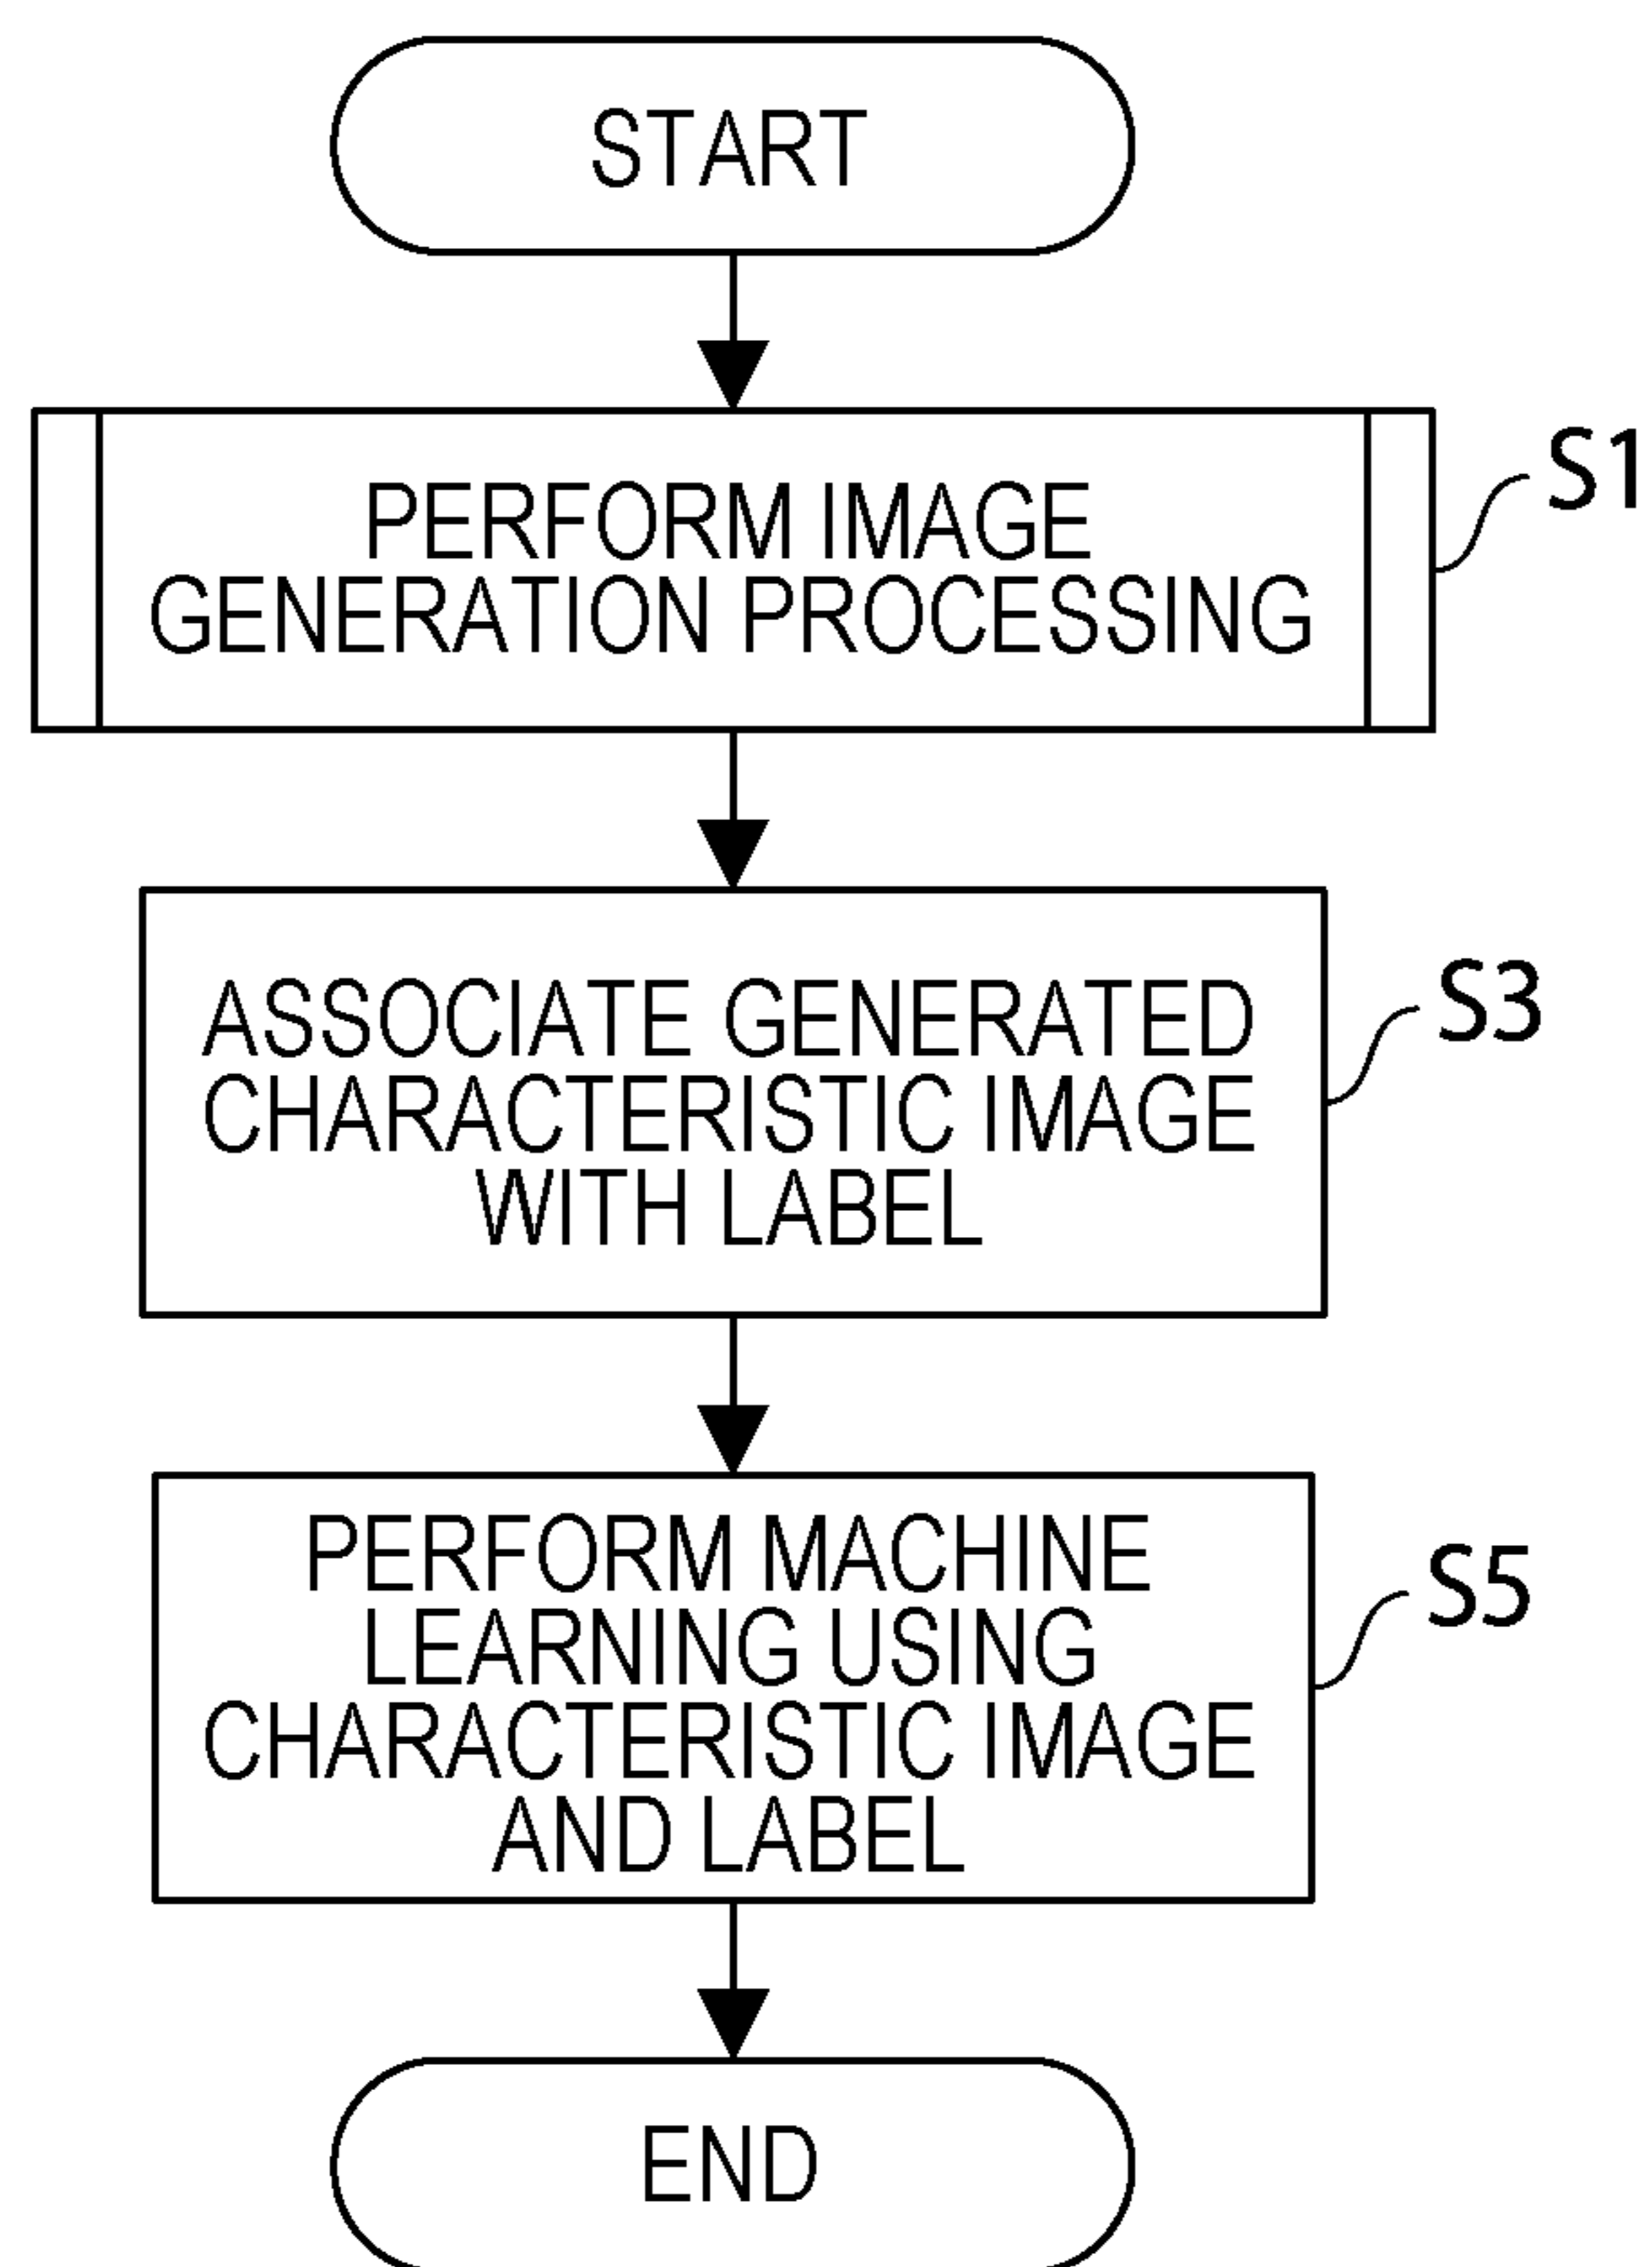 START
PERFORM IMAGE
GENERATION PROCESSING
S1
ASSOCIATE GENERATED
CHARACTERISTIC IMAGE
WITH LABEL
S3
PERFORM MACHINE
LEARNING USING
CHARACTERISTIC IMAGE
AND LABEL
S5
END